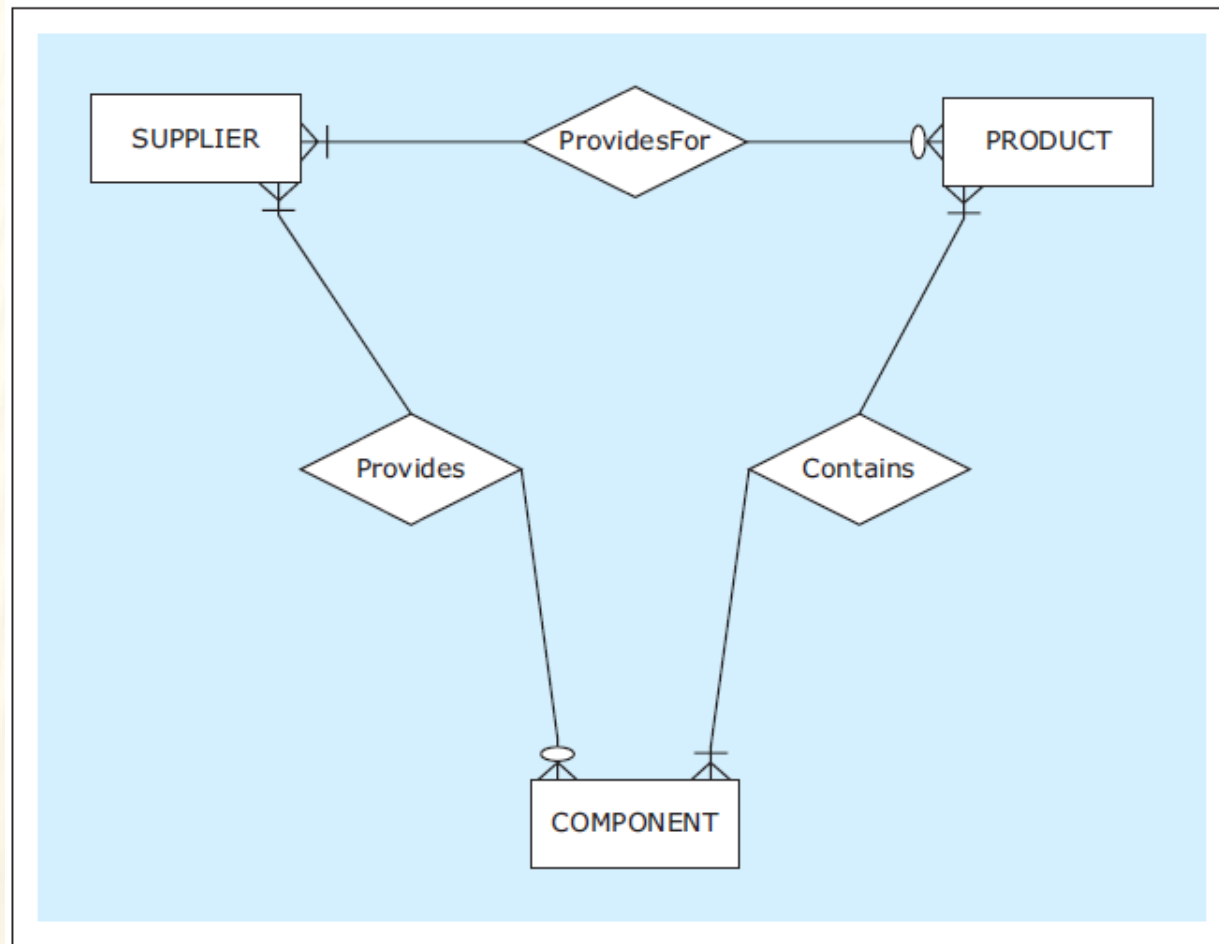 SUPPLIER
ProvidesFor
PRODUCT
Provides
Contains
COMPONENT